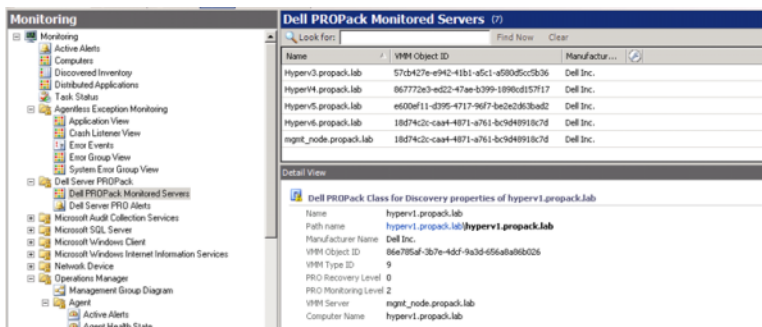 Monitoring
Monitoring
Active Alerts
Computers
Discovered Inventory
Distributed Applications
Task Status
Agentless Exception Monitoring
Application View
Crash Listener View
Error Events
Error Group View
System Error Group View
Dell Server PROPack
Dell PROPack Monitored Servers
Dell Server PRO Alerts
Microsoft Audit Collection Services
Microsoft SQL Server
Microsoft Windows Client
Microsoft Windows Internet Information Services
Network Device
Operations Manager
Management Group Diagram
Agent
Active Alerts
Agent Health State
Dell PROPack Monitored Servers (7)
Look for: Find Now Clear
Name VMM Object ID Manufactur...
Hyperv3.propack.lab 57cb427e-e942-41b1-a5c1-a580d5cc5b36 Dell Inc.
HyperV4.propack.lab 867772e3-ed22-47ae-b399-1898cd157f17 Dell Inc.
Hyperv5.propack.lab e600ef11-d395-4717-96f7-be2e2d63bad2 Dell Inc.
Hyperv6.propack.lab 18d74c2c-caa4-4871-a761-bc9d48918c7d Dell Inc.
mgmt_node.propack.lab 18d74c2c-caa4-4871-a761-bc9d48918c7d Dell Inc.
Detail View
Dell PROPack Class for Discovery properties of hyperv1.propack.lab
Name hyperv1.propack.lab
Path name hyperv1.propack.lab\hyperv1.propack.lab
Manufacturer Name Dell Inc.
VMM Object ID 86e785af-3b7e-4dcf-9a3d-656a8a86b026
VMM Type ID 9
PRO Recovery Level 0
PRO Monitoring Level 2
VMM Server mgmt_node.propack.lab
Computer Name hyperv1.propack.lab